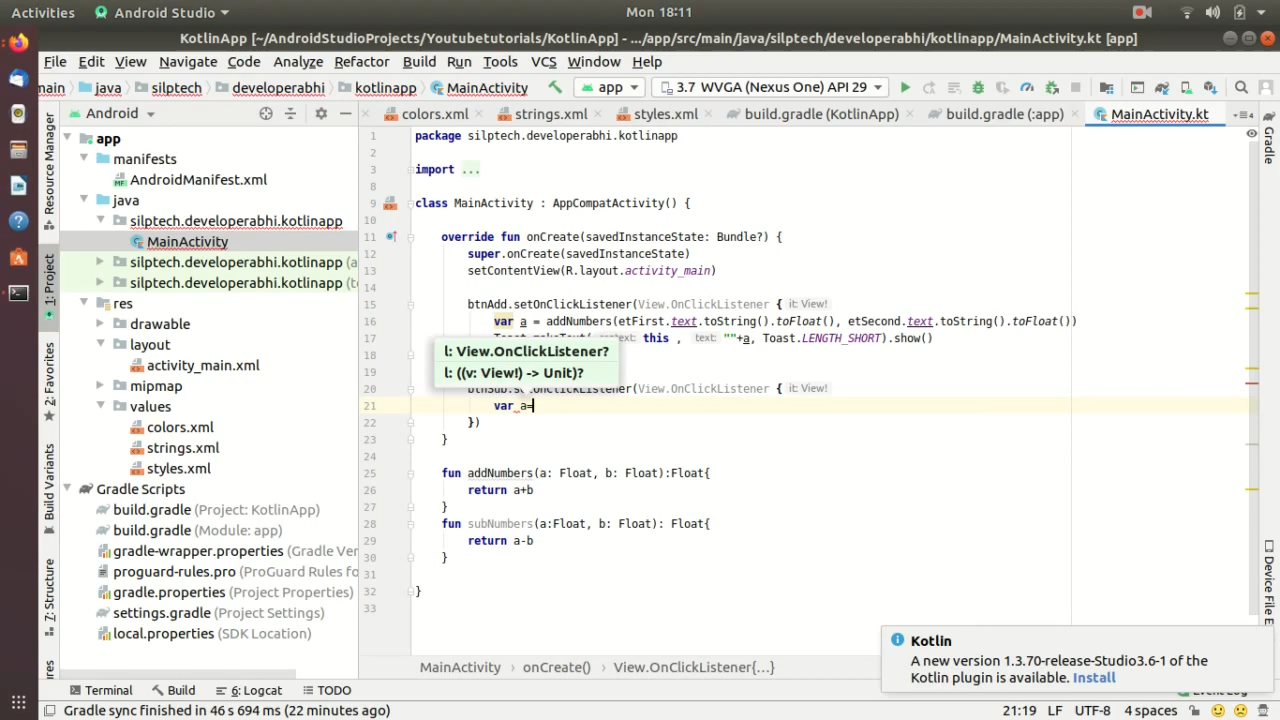 Activities Android Studio Mon 18:11
KotlinApp [~/AndroidStudioProjects/Youtubetutorials/KotlinApp] - .../app/src/main/java/silptech/developerabhi/kotlinapp/MainActivity.kt [app]
File Edit View Navigate Code Analyze Refactor Build Run Tools VCS Window Help
main java silptech developerabhi kotlinapp MainActivity app 3.7 WVGA (Nexus One) API 29
Android colors.xml strings.xml styles.xml build.gradle (KotlinApp) build.gradle (:app) MainActivity.kt
Resource Manager
1: Project
2: Favorites
Build Variants
7: Structure
app
manifests
AndroidManifest.xml
java
silptech.developerabhi.kotlinapp
MainActivity
silptech.developerabhi.kotlinapp (a
silptech.developerabhi.kotlinapp (t
res
drawable
layout
activity_main.xml
mipmap
values
colors.xml
strings.xml
styles.xml
Gradle Scripts
build.gradle (Project: KotlinApp)
build.gradle (Module: app)
gradle-wrapper.properties (Gradle Ver
proguard-rules.pro (ProGuard Rules fo
gradle.properties (Project Properties)
settings.gradle (Project Settings)
local.properties (SDK Location)
1 package silptech.developerabhi.kotlinapp
2
3 import ...
8
9 class MainActivity : AppCompatActivity() {
10
11 override fun onCreate(savedInstanceState: Bundle?) {
12 super.onCreate(savedInstanceState)
13 setContentView(R.layout.activity_main)
14
15 btnAdd.setOnClickListener(View.OnClickListener { it: View!
16 var a = addNumbers(etFirst.text.toString().toFloat(), etSecond.text.toString().toFloat())
17 this , text: ""+a, Toast.LENGTH_SHORT).show()
18
l: View.OnClickListener?
l: ((v: View!) -> Unit)?
20 btnSub.setOnClickListener(View.OnClickListener { it: View!
21 var a=
22 })
23 }
24
25 fun addNumbers(a: Float, b: Float):Float{
26 return a+b
27 }
28 fun subNumbers(a:Float, b: Float): Float{
29 return a-b
30 }
31
32 }
33
Gradle
Device File E
Kotlin
A new version 1.3.70-release-Studio3.6-1 of the
Kotlin plugin is available. Install
MainActivity onCreate() View.OnClickListener{...}
Terminal Build 6: Logcat TODO Event Log
Gradle sync finished in 46 s 694 ms (22 minutes ago) 21:19 LF UTF-8 4 spaces